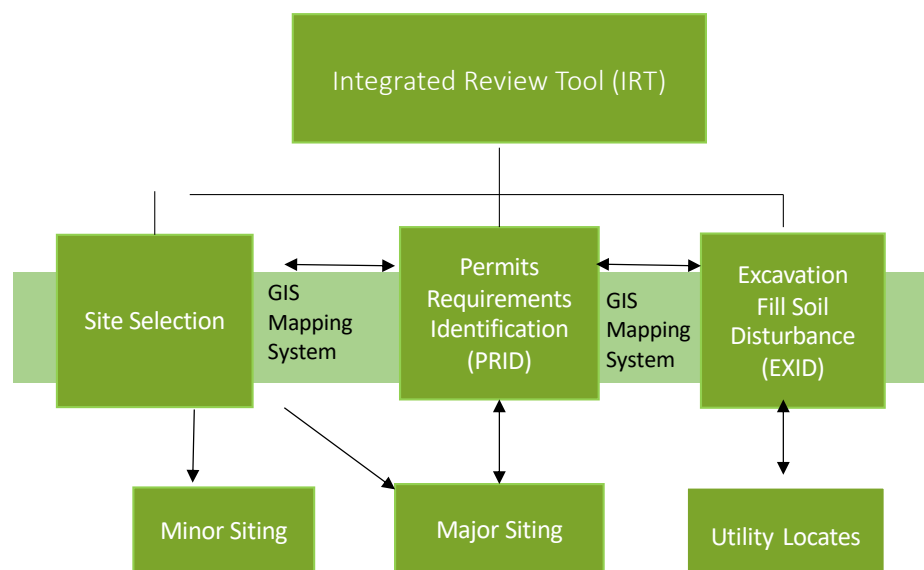 Integrated Review Tool (IRT)
Site Selection
GIS
Mapping
System
Permits
Requirements
Identification
(PRID)
GIS
Mapping
System
Excavation
Fill Soil
Disturbance
(EXID)
Minor Siting
Major Siting
Utility Locates